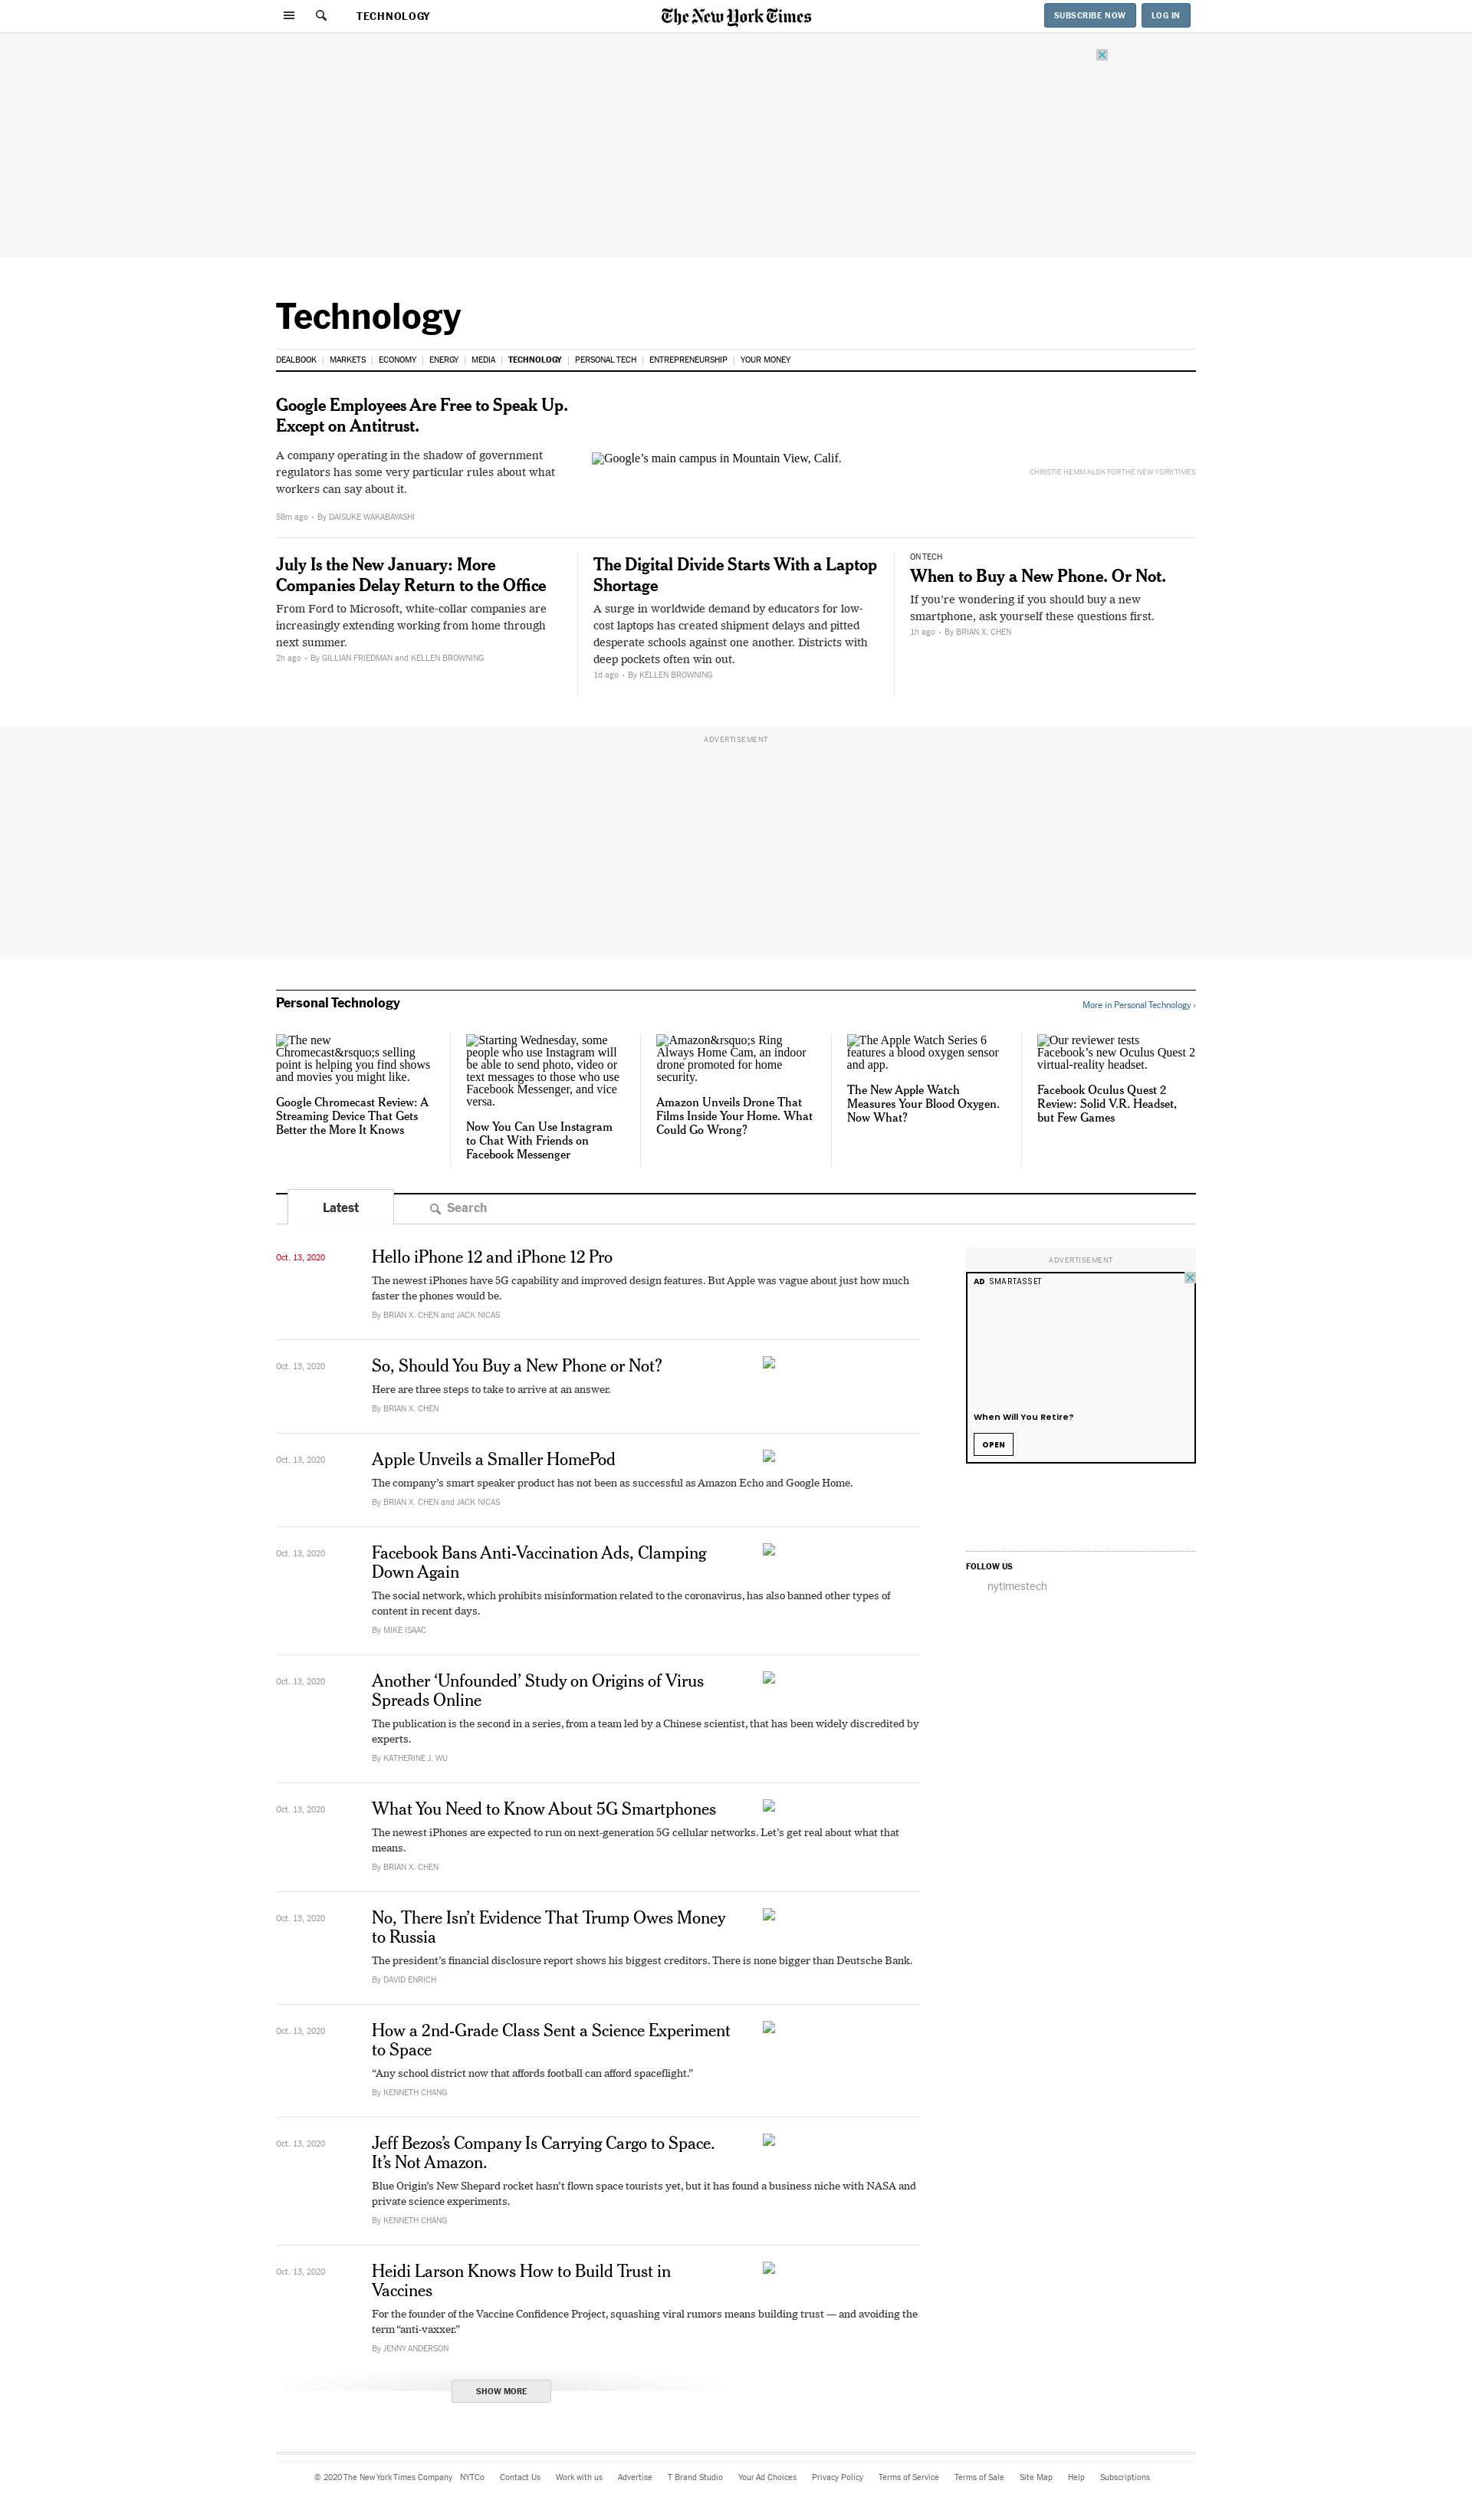 TECHNOLOGY
The New York Times
SUBSCRIBE NOW
LOG IN
Technology
DEALBOOK MARKETS ECONOMY ENERGY MEDIA TECHNOLOGY PERSONAL TECH ENTREPRENEURSHIP YOUR MONEY
Google Employees Are Free to Speak Up.
Except on Antitrust.
A company operating in the shadow of government
regulators has some very particular rules about what
workers can say about it.
58m ago • By DAISUKE WAKABAYASHI
Google’s main campus in Mountain View, Calif.
CHRISTIE HEMM KLOK FOR THE NEW YORK TIMES
July Is the New January: More
Companies Delay Return to the Office
From Ford to Microsoft, white-collar companies are
increasingly extending working from home through
next summer.
2h ago • By GILLIAN FRIEDMAN and KELLEN BROWNING
The Digital Divide Starts With a Laptop
Shortage
A surge in worldwide demand by educators for low-
cost laptops has created shipment delays and pitted
desperate schools against one another. Districts with
deep pockets often win out.
1d ago • By KELLEN BROWNING
ON TECH
When to Buy a New Phone. Or Not.
If you’re wondering if you should buy a new
smartphone, ask yourself these questions first.
1h ago • By BRIAN X. CHEN
ADVERTISEMENT
Personal Technology
More in Personal Technology ›
The new
Chromecast&rsquo;s selling
point is helping you find shows
and movies you might like.
Google Chromecast Review: A
Streaming Device That Gets
Better the More It Knows
Starting Wednesday, some
people who use Instagram will
be able to send photo, video or
text messages to those who use
Facebook Messenger, and vice
versa.
Now You Can Use Instagram
to Chat With Friends on
Facebook Messenger
Amazon&rsquo;s Ring
Always Home Cam, an indoor
drone promoted for home
security.
Amazon Unveils Drone That
Films Inside Your Home. What
Could Go Wrong?
The Apple Watch Series 6
features a blood oxygen sensor
and app.
The New Apple Watch
Measures Your Blood Oxygen.
Now What?
Our reviewer tests
Facebook’s new Oculus Quest 2
virtual-reality headset.
Facebook Oculus Quest 2
Review: Solid V.R. Headset,
but Few Games
Latest
Search
Oct. 13, 2020
Hello iPhone 12 and iPhone 12 Pro
The newest iPhones have 5G capability and improved design features. But Apple was vague about just how much
faster the phones would be.
By BRIAN X. CHEN and JACK NICAS
Oct. 13, 2020
So, Should You Buy a New Phone or Not?
Here are three steps to take to arrive at an answer.
By BRIAN X. CHEN
Oct. 13, 2020
Apple Unveils a Smaller HomePod
The company’s smart speaker product has not been as successful as Amazon Echo and Google Home.
By BRIAN X. CHEN and JACK NICAS
Oct. 13, 2020
Facebook Bans Anti-Vaccination Ads, Clamping
Down Again
The social network, which prohibits misinformation related to the coronavirus, has also banned other types of
content in recent days.
By MIKE ISAAC
Oct. 13, 2020
Another ‘Unfounded’ Study on Origins of Virus
Spreads Online
The publication is the second in a series, from a team led by a Chinese scientist, that has been widely discredited by
experts.
By KATHERINE J. WU
Oct. 13, 2020
What You Need to Know About 5G Smartphones
The newest iPhones are expected to run on next-generation 5G cellular networks. Let’s get real about what that
means.
By BRIAN X. CHEN
Oct. 13, 2020
No, There Isn’t Evidence That Trump Owes Money
to Russia
The president’s financial disclosure report shows his biggest creditors. There is none bigger than Deutsche Bank.
By DAVID ENRICH
Oct. 13, 2020
How a 2nd-Grade Class Sent a Science Experiment
to Space
“Any school district now that affords football can afford spaceflight.”
By KENNETH CHANG
Oct. 13, 2020
Jeff Bezos’s Company Is Carrying Cargo to Space.
It’s Not Amazon.
Blue Origin’s New Shepard rocket hasn’t flown space tourists yet, but it has found a business niche with NASA and
private science experiments.
By KENNETH CHANG
Oct. 13, 2020
Heidi Larson Knows How to Build Trust in
Vaccines
For the founder of the Vaccine Confidence Project, squashing viral rumors means building trust — and avoiding the
term “anti-vaxxer.”
By JENNY ANDERSON
SHOW MORE
ADVERTISEMENT
AD SMARTASSET
When Will You Retire?
OPEN
FOLLOW US
nytimestech
© 2020 The New York Times Company NYTCo Contact Us Work with us Advertise T Brand Studio Your Ad Choices Privacy Policy Terms of Service Terms of Sale Site Map Help Subscriptions